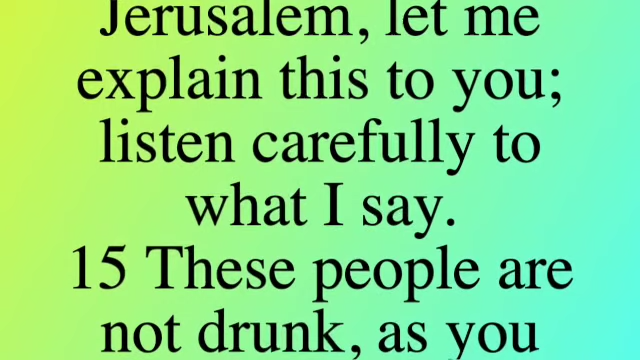 Jerusalem, let me
explain this to you;
listen carefully to
what I say.
15 These people are
not drunk, as you